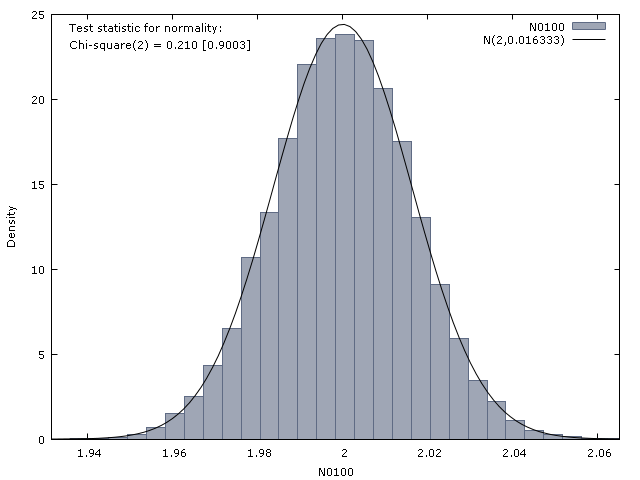 Test statistic for normality:
Chi-square(2) = 0.210 [0.9003]
N0100
N(2,0.016333)
25
20
15
10
5
0
Density
1.94 1.96 1.98 2 2.02 2.04 2.06
N0100